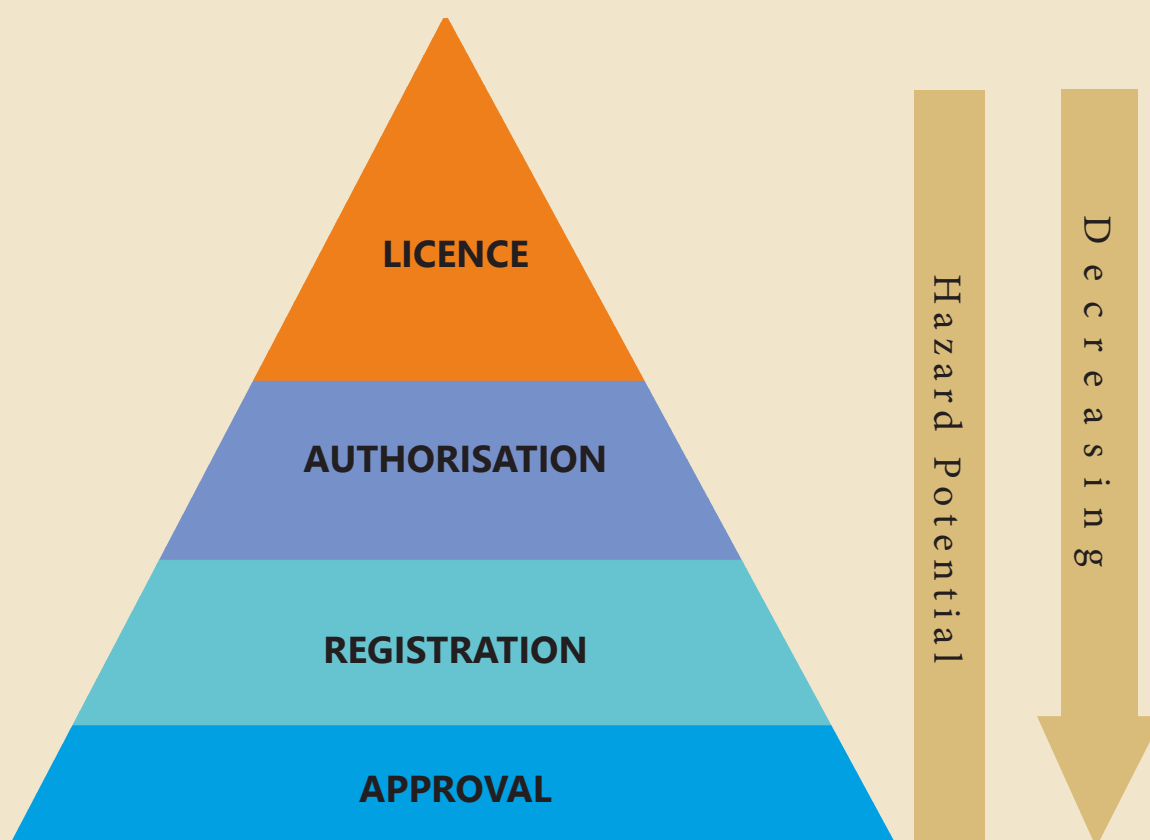 LICENCE
AUTHORISATION
REGISTRATION
APPROVAL
Hazard Potential
Decreasing